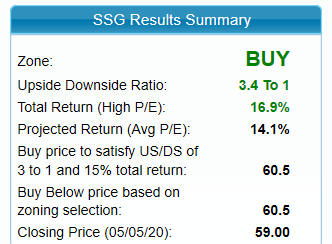 SSG Results Summary
Zone: BUY
Upside Downside Ratio: 3.4 To 1
Total Return (High P/E): 16.9%
Projected Return (Avg P/E): 14.1%
Buy price to satisfy US/DS of
3 to 1 and 15% total return: 60.5
Buy Below price based on
zoning selection: 60.5
Closing Price (05/05/20): 59.00